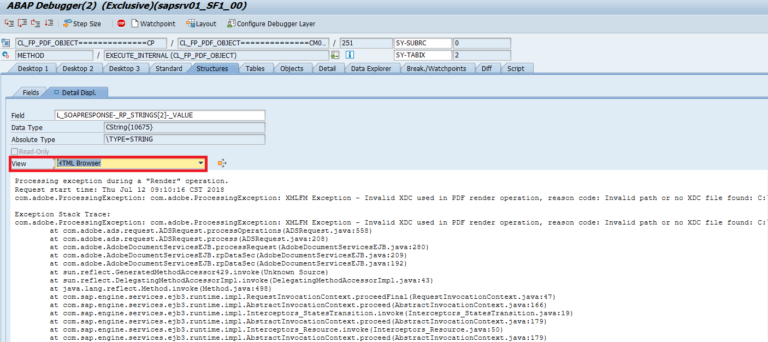 ABAP Debugger(2)  (Exclusive)(sapsrv01_SF1_00)
Step Size Watchpoint Layout Configure Debugger Layer
CL_FP_PDF_OBJECT==============CP / CL_FP_PDF_OBJECT==============CM0... / 251 SY-SUBRC 0
METHOD / EXECUTE_INTERNAL (CL_FP_PDF_OBJECT) SY-TABIX 2
Desktop 1 Desktop 2 Desktop 3 Standard Structures Tables Objects Detail Data Explorer Break./Watchpoints Diff Script
Fields Detail Displ.
Field L_SOAPRESPONSE-_RP_STRINGS[2]-_VALUE
Data Type CString{10675}
Absolute Type \TYPE=STRING
Read-Only
View HTML Browser
Processing exception during a "Render" operation.
Request start time: Thu Jul 12 09:10:16 CST 2018
com.adobe.ProcessingException: com.adobe.ProcessingException: XMLFM Exception - Invalid XDC used in PDF render operation, reason code: Invalid path or no XDC file found: C:
Exception Stack Trace:
com.adobe.ProcessingException: com.adobe.ProcessingException: XMLFM Exception - Invalid XDC used in PDF render operation, reason code: Invalid path or no XDC file found: C:
at com.adobe.ads.request.ADSRequest.processOperations(ADSRequest.java:558)
at com.adobe.ads.request.ADSRequest.process(ADSRequest.java:208)
at com.adobe.AdobeDocumentServicesEJB.processRequest(AdobeDocumentServicesEJB.java:280)
at com.adobe.AdobeDocumentServicesEJB.rpDataSec(AdobeDocumentServicesEJB.java:209)
at com.adobe.AdobeDocumentServicesEJB.rpDataSec(AdobeDocumentServicesEJB.java:192)
at sun.reflect.GeneratedMethodAccessor429.invoke(Unknown Source)
at sun.reflect.DelegatingMethodAccessorImpl.invoke(DelegatingMethodAccessorImpl.java:43)
at java.lang.reflect.Method.invoke(Method.java:498)
at com.sap.engine.services.ejb3.runtime.impl.RequestInvocationContext.proceedFinal(RequestInvocationContext.java:47)
at com.sap.engine.services.ejb3.runtime.impl.AbstractInvocationContext.proceed(AbstractInvocationContext.java:166)
at com.sap.engine.services.ejb3.runtime.impl.Interceptors_StatesTransition.invoke(Interceptors_StatesTransition.java:19)
at com.sap.engine.services.ejb3.runtime.impl.AbstractInvocationContext.proceed(AbstractInvocationContext.java:179)
at com.sap.engine.services.ejb3.runtime.impl.Interceptors_Resource.invoke(Interceptors_Resource.java:50)
at com.sap.engine.services.ejb3.runtime.impl.AbstractInvocationContext.proceed(AbstractInvocationContext.java:179)